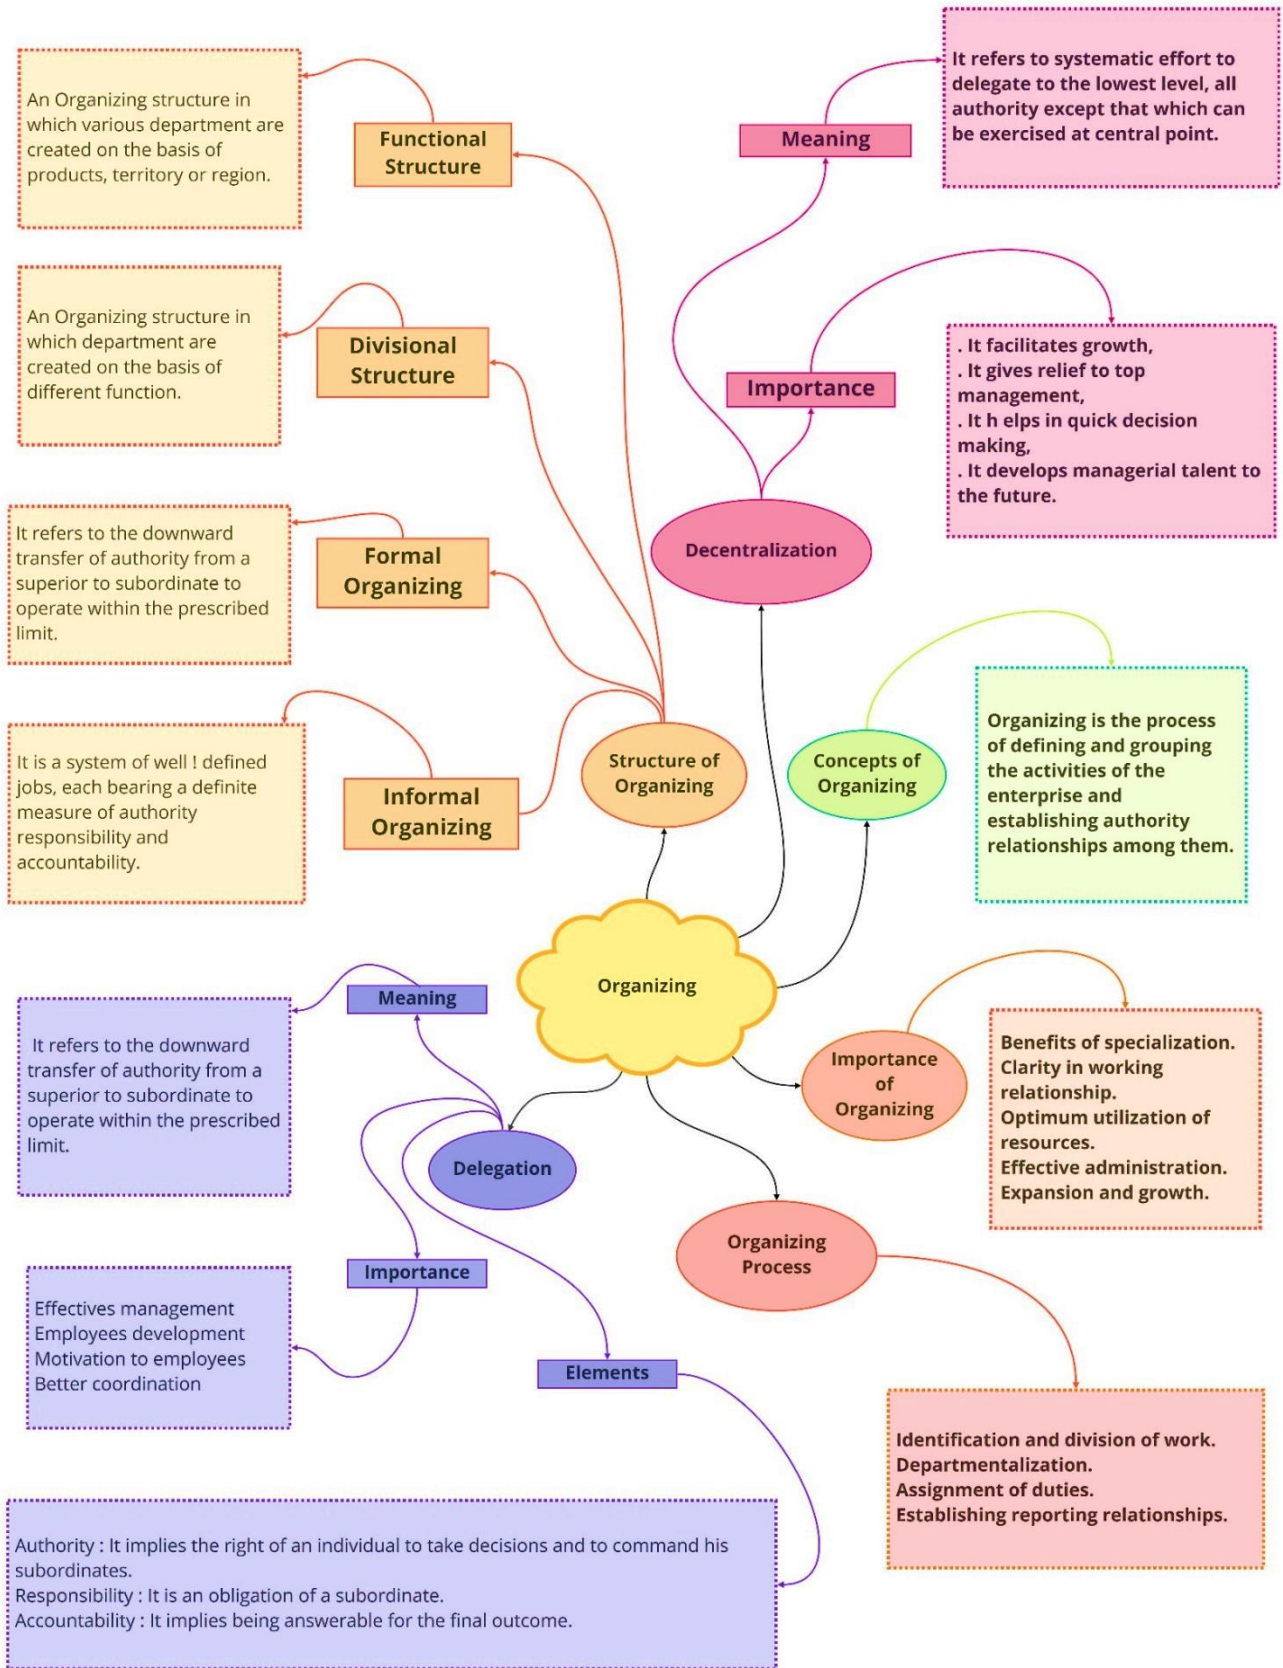 An Organizing structure in
which various department are
created on the basis of
products, territory or region.
Functional
Structure
An Organizing structure in
which department are
created on the basis of
different function.
Divisional
Structure
It refers to the downward
transfer of authority from a
superior to subordinate to
operate within the prescribed
limit.
Formal
Organizing
It is a system of well ! defined
jobs, each bearing a definite
measure of authority
responsibility and
accountability.
Informal
Organizing
Structure of
Organizing
Meaning
It refers to systematic effort to
delegate to the lowest level, all
authority except that which can
be exercised at central point.
Importance
. It facilitates growth,
. It gives relief to top
management,
. It h elps in quick decision
making,
. It develops managerial talent to
the future.
Decentralization
Concepts of
Organizing
Organizing is the process
of defining and grouping
the activities of the
enterprise and
establishing authority
relationships among them.
Organizing
Importance
of
Organizing
Benefits of specialization.
Clarity in working
relationship.
Optimum utilization of
resources.
Effective administration.
Expansion and growth.
Organizing
Process
Identification and division of work.
Departmentalization.
Assignment of duties.
Establishing reporting relationships.
Delegation
Meaning
It refers to the downward
transfer of authority from a
superior to subordinate to
operate within the prescribed
limit.
Importance
Effectives management
Employees development
Motivation to employees
Better coordination
Elements
Authority : It implies the right of an individual to take decisions and to command his
subordinates.
Responsibility : It is an obligation of a subordinate.
Accountability : It implies being answerable for the final outcome.